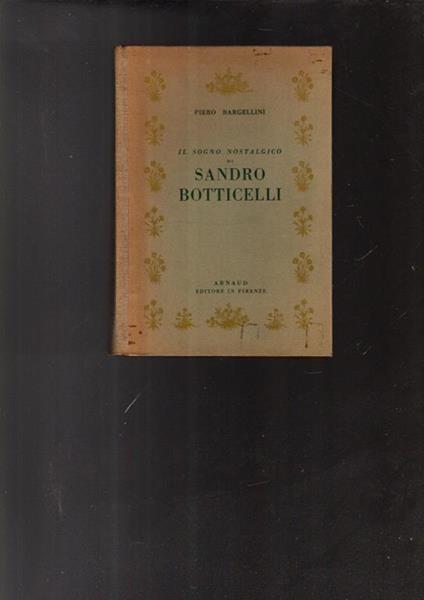 PIERO BARGELLINI
IL SOGNO NOSTALGICO
DI
SANDRO
BOTTICELLI
ARNAUD
EDITORE IN FIRENZE